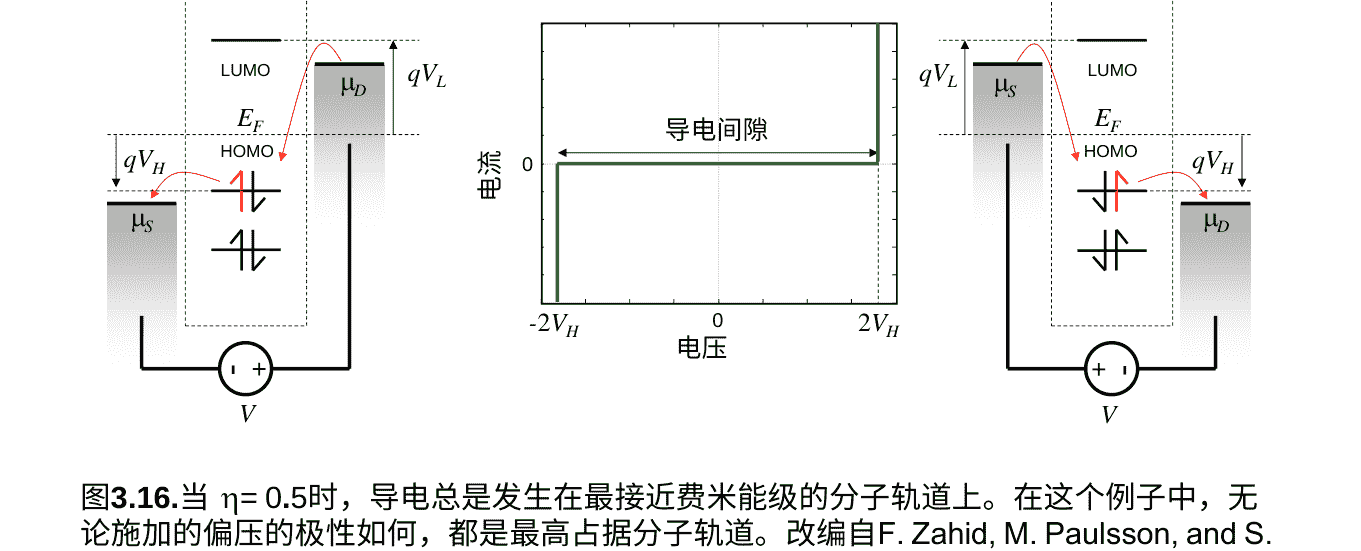 LUMO
μD
qVL
EF
qVH
HOMO
μS
V
导电间隙
电流
0
-2VH
0
2VH
电压
qVL
μS
LUMO
EF
HOMO
qVH
μD
V
图3.16.当 η= 0.5时，导电总是发生在最接近费米能级的分子轨道上。在这个例子中，无
论施加的偏压的极性如何，都是最高占据分子轨道。改编自F. Zahid, M. Paulsson, and S.